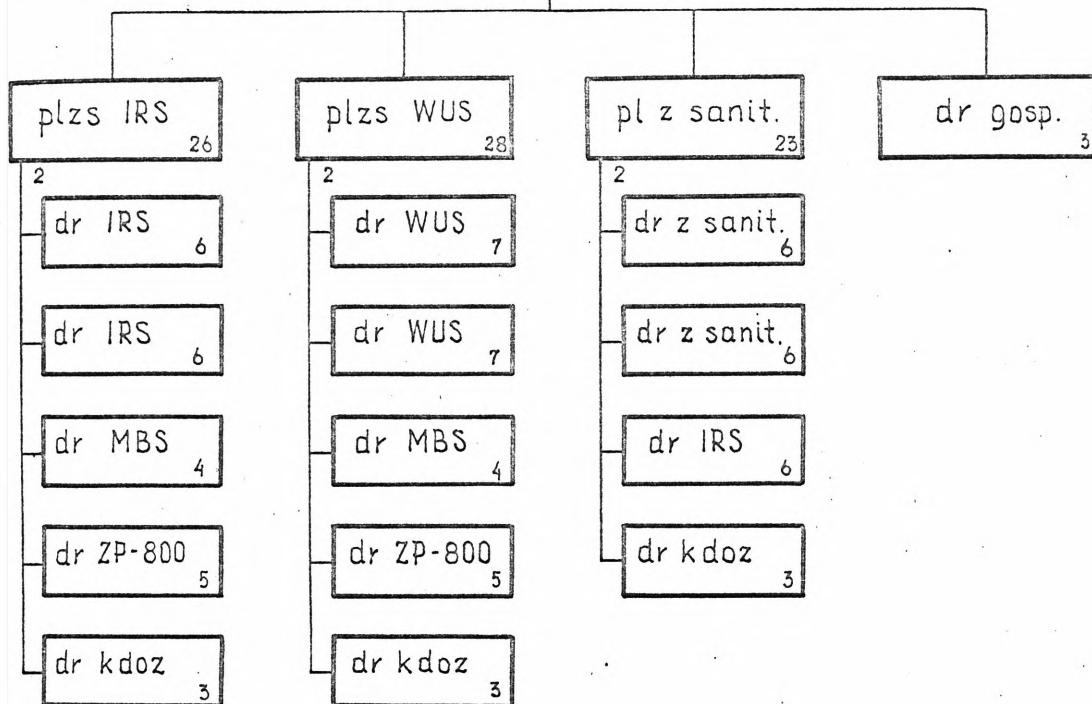 plzs IRS
26
2
dr IRS
6
dr IRS
6
dr MBS
4
dr ZP-800
5
dr kdoz
3
plzs WUS
28
2
dr WUS
7
dr WUS
7
dr MBS
4
dr ZP-800
5
dr kdoz
3
pl z sanit.
23
2
dr z sanit.
6
dr z sanit.
6
dr IRS
6
dr kdoz
3
dr gosp.
3